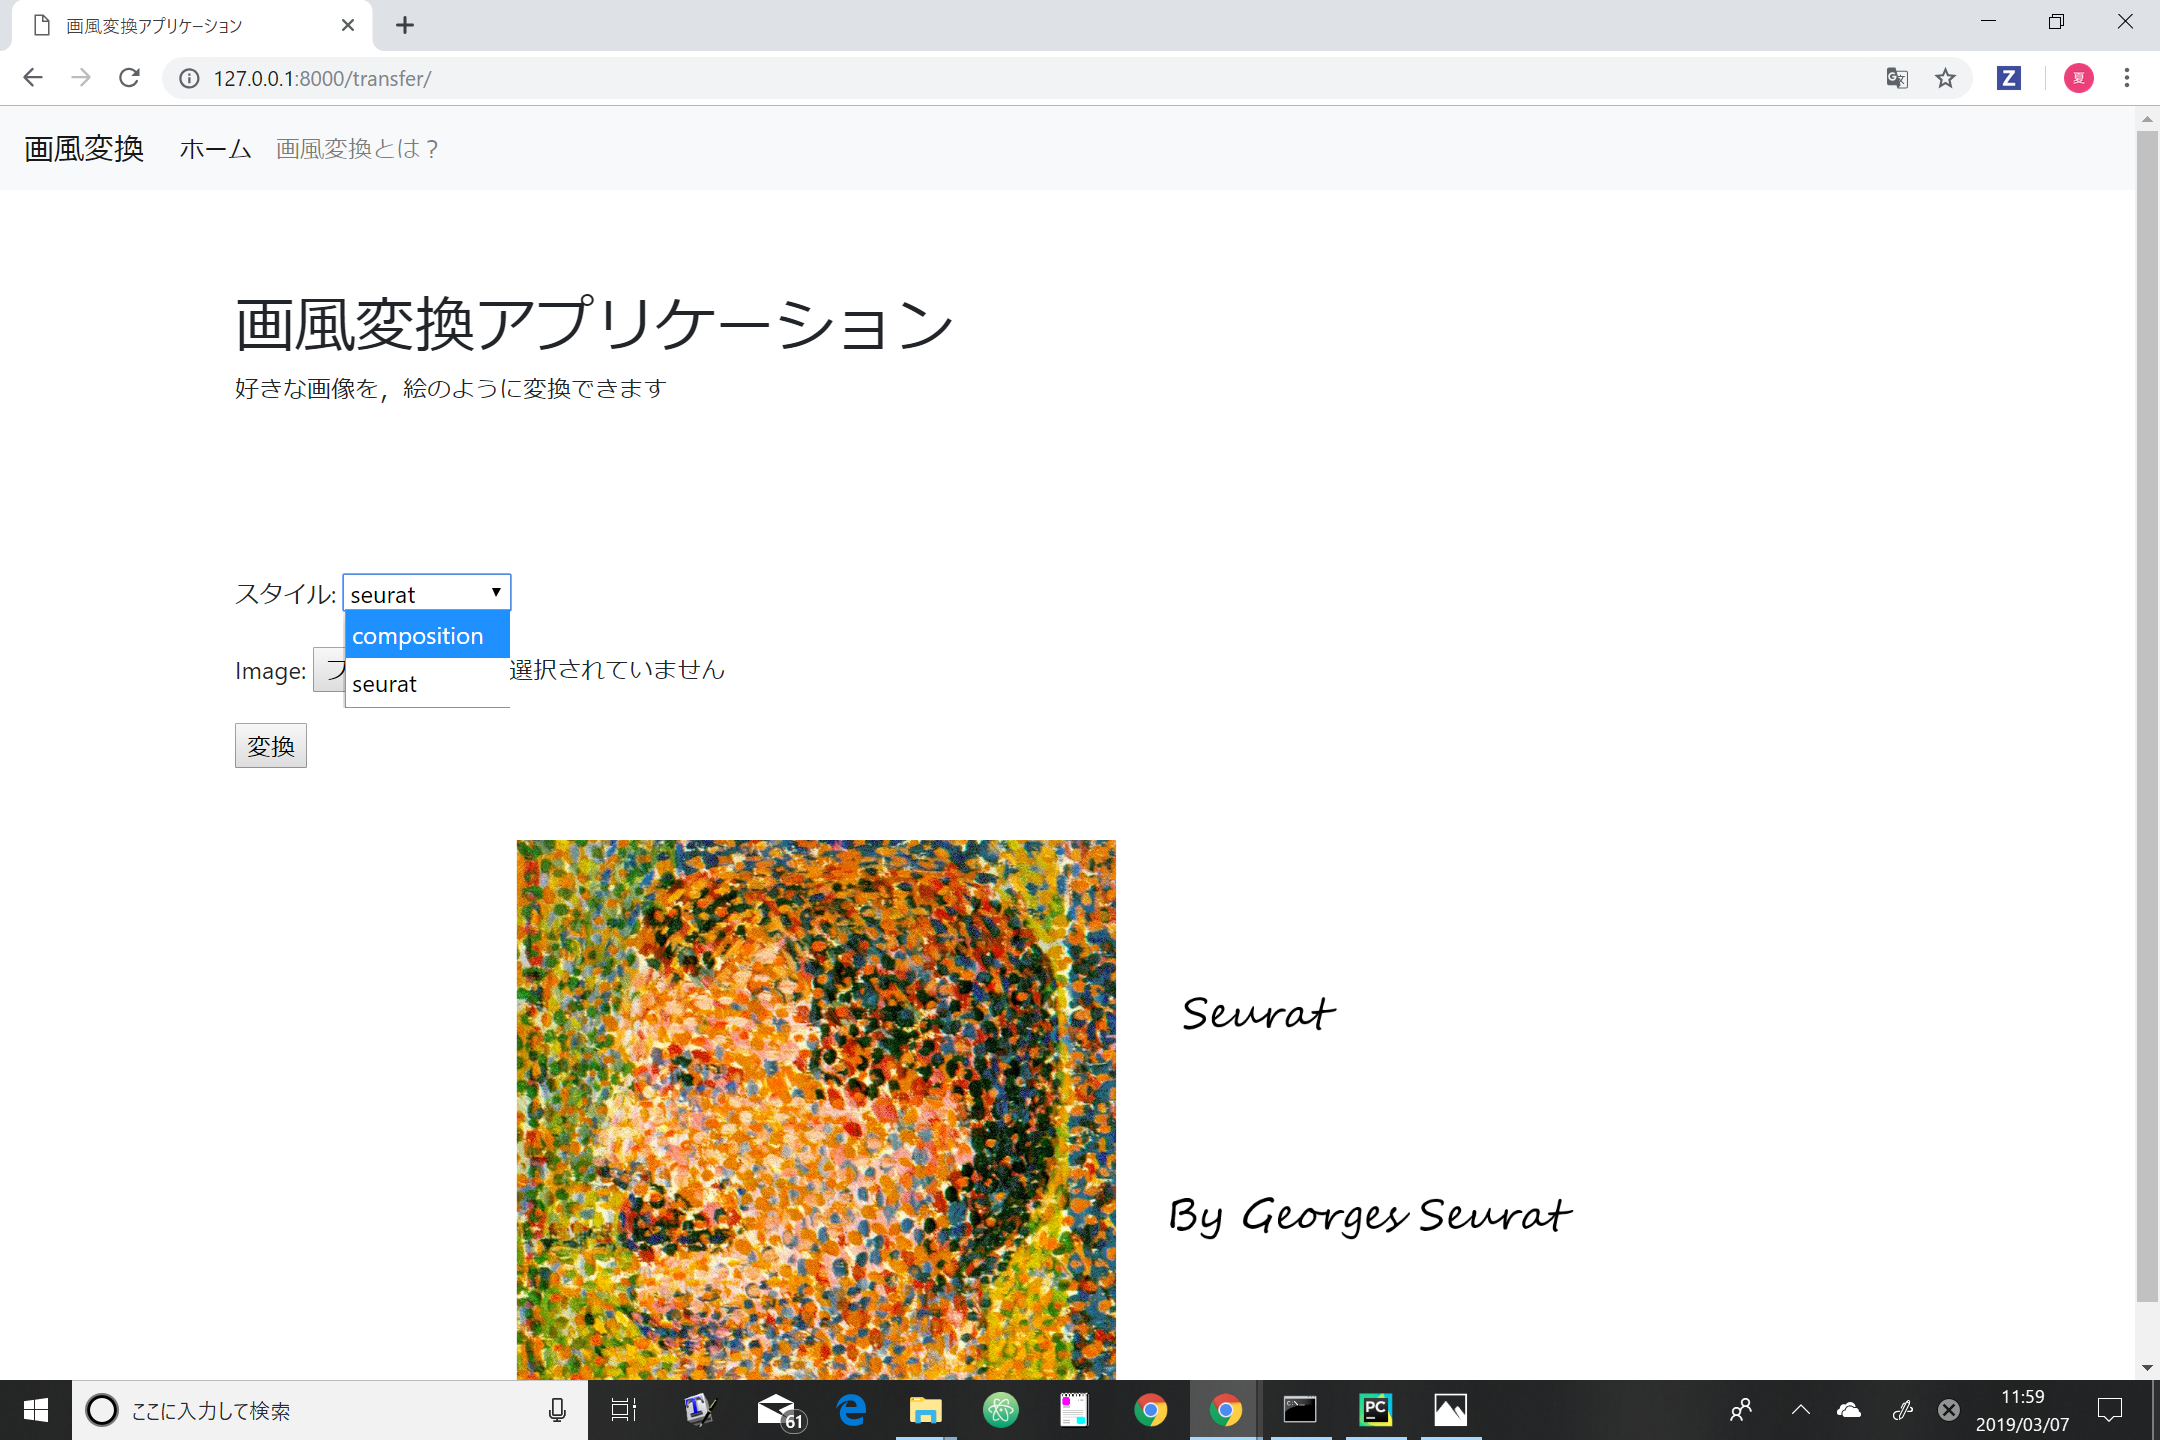 画風変換アプリケーション
127.0.0.1:8000/transfer/
夏
画風変換 ホーム 画風変換とは？
画風変換アプリケーション
好きな画像を，絵のように変換できます
スタイル: seurat
composition
seurat
Image: フ 選択されていません
変換
Seurat
By Georges Seurat
ここに入力して検索
61
PC
11:59
2019/03/07